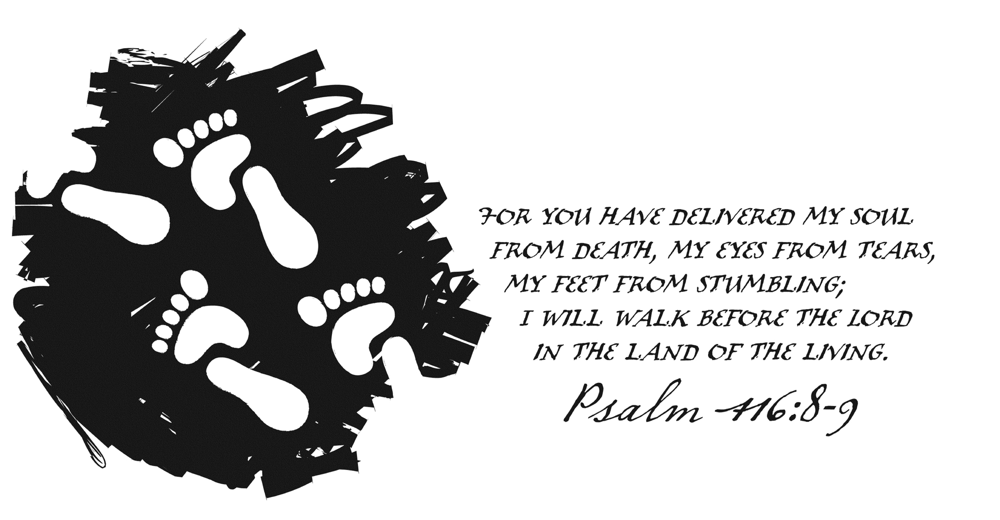 FOR YOU HAVE DELIVERED MY SOUL
FROM DEATH, MY EYES FROM TEARS,
MY FEET FROM STUMBLING;
I WILL WALK BEFORE THE LORD
IN THE LAND OF THE LIVING.
Psalm 116:8-9